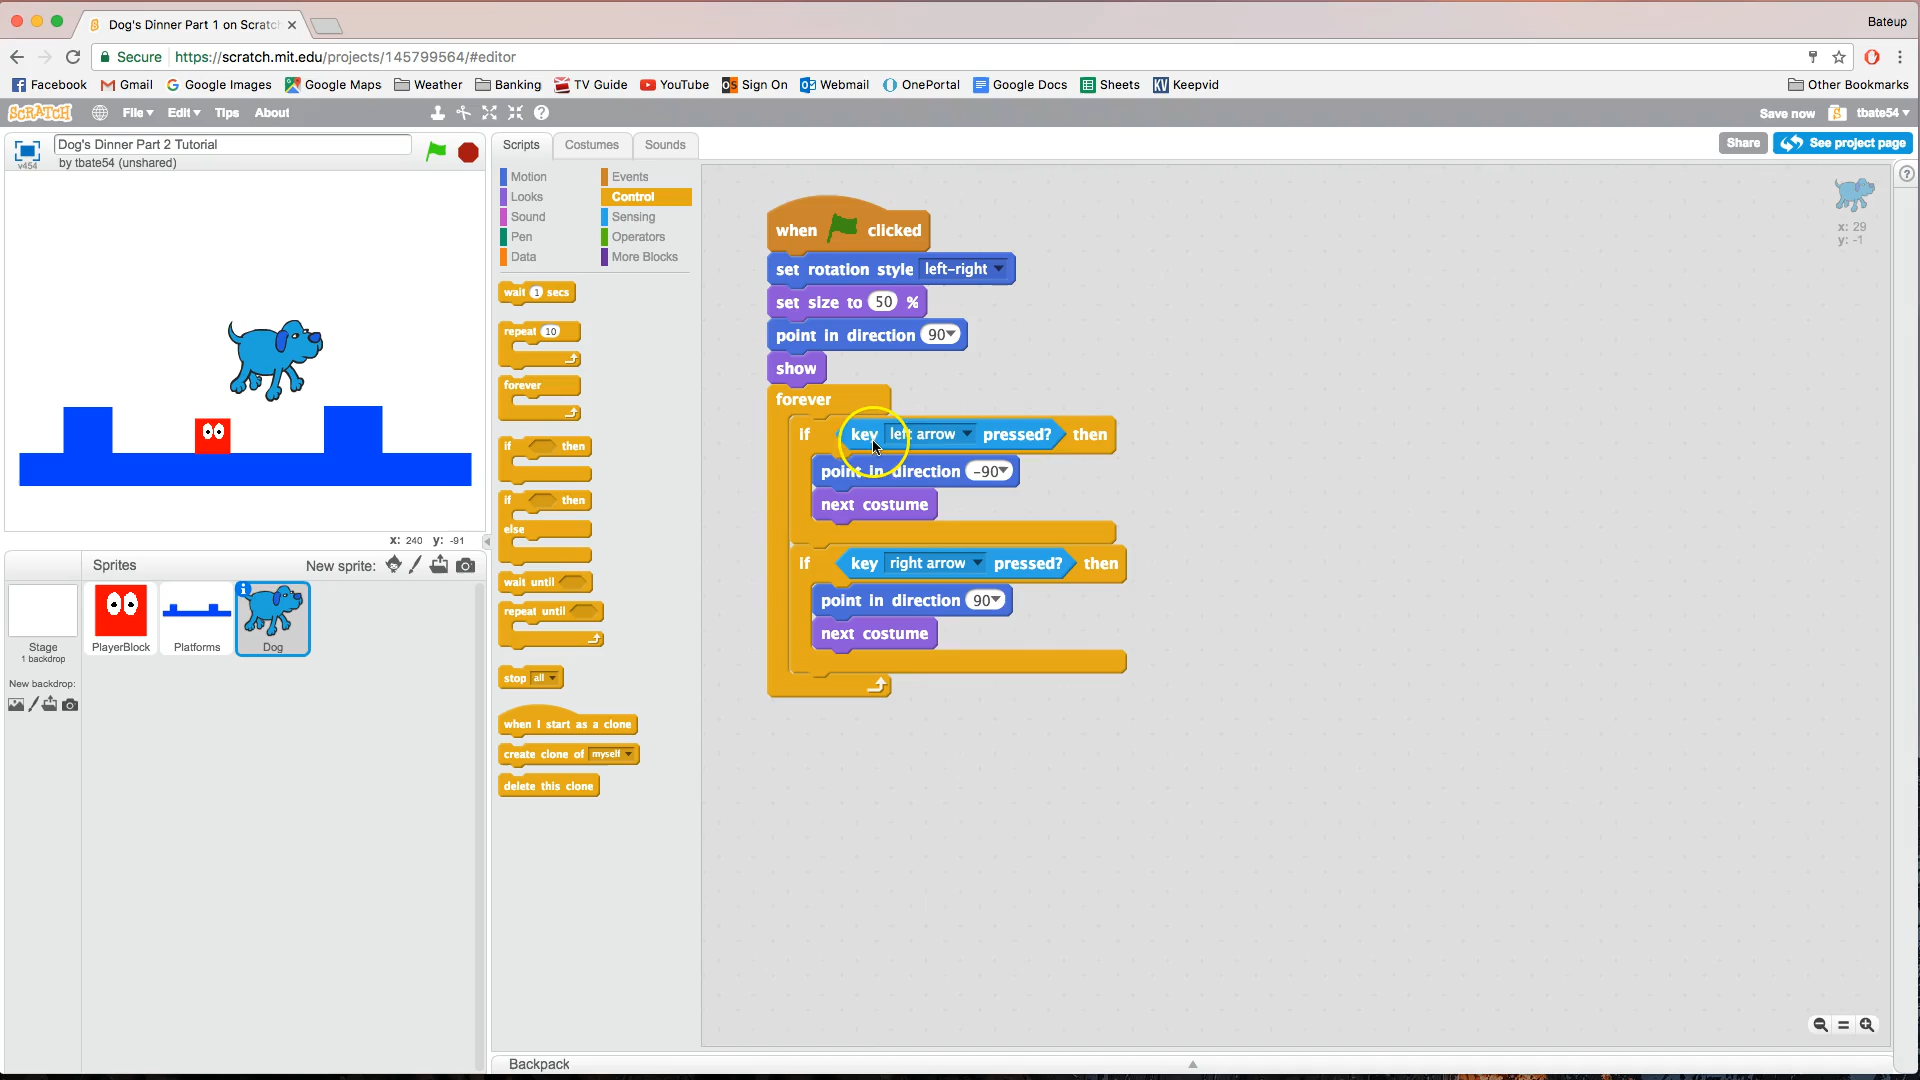 Dog's Dinner Part 1 on Scratch
Bateup
Secure https://scratch.mit.edu/projects/145799564/#editor
Facebook Gmail Google Images Google Maps Weather Banking TV Guide YouTube Sign On Webmail OnePortal Google Docs Sheets Keepvid Other Bookmarks
SCRATCH File Edit Tips About Save now tbate54
Dog's Dinner Part 2 Tutorial
by tbate54 (unshared)
v454
Scripts Costumes Sounds
Share See project page
Motion Events
Looks Control
Sound Sensing
Pen Operators
Data More Blocks
wait 1 secs
repeat 10
forever
if then
if then
else
wait until
repeat until
stop all
when I start as a clone
create clone of myself
delete this clone
when clicked
set rotation style left-right
set size to 50 %
point in direction 90
show
forever
if key left arrow pressed? then
point in direction -90
next costume
if key right arrow pressed? then
point in direction 90
next costume
x: 29
y: -1
x: 240 y: -91
Sprites New sprite:
Stage
1 backdrop
New backdrop:
PlayerBlock Platforms Dog
Backpack